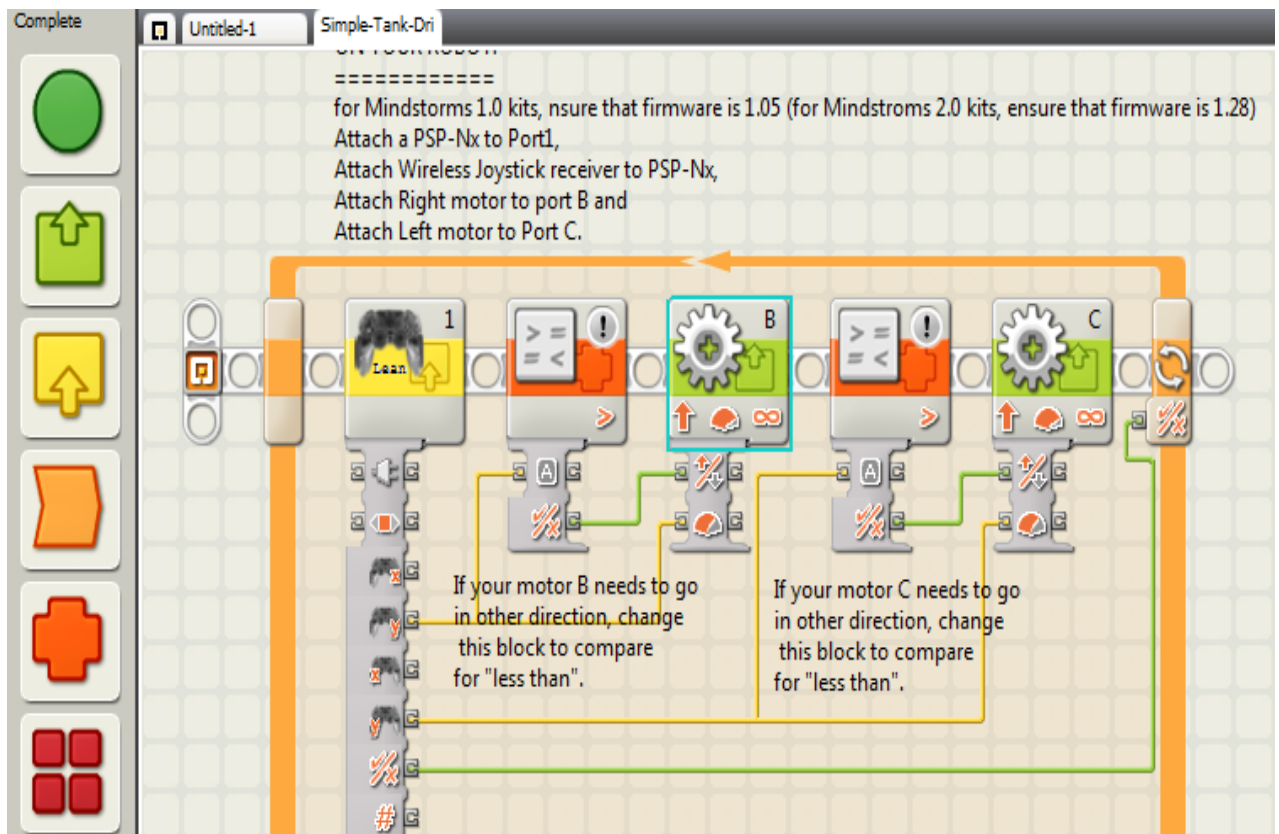 Complete
Untitled-1
Simple-Tank-Dri
ON YOUR ROBOT:
============
for Mindstorms 1.0 kits, nsure that firmware is 1.05 (for Mindstroms 2.0 kits, ensure that firmware is 1.28)
Attach a PSP-Nx to Port1,
Attach Wireless Joystick receiver to PSP-Nx,
Attach Right motor to port B and
Attach Left motor to Port C.
1
B
C
Lean
> =
= <
> =
= <
>
>
A
A
If your motor B needs to go
in other direction, change
this block to compare
for "less than".
If your motor C needs to go
in other direction, change
this block to compare
for "less than".
x
y
x
y
#